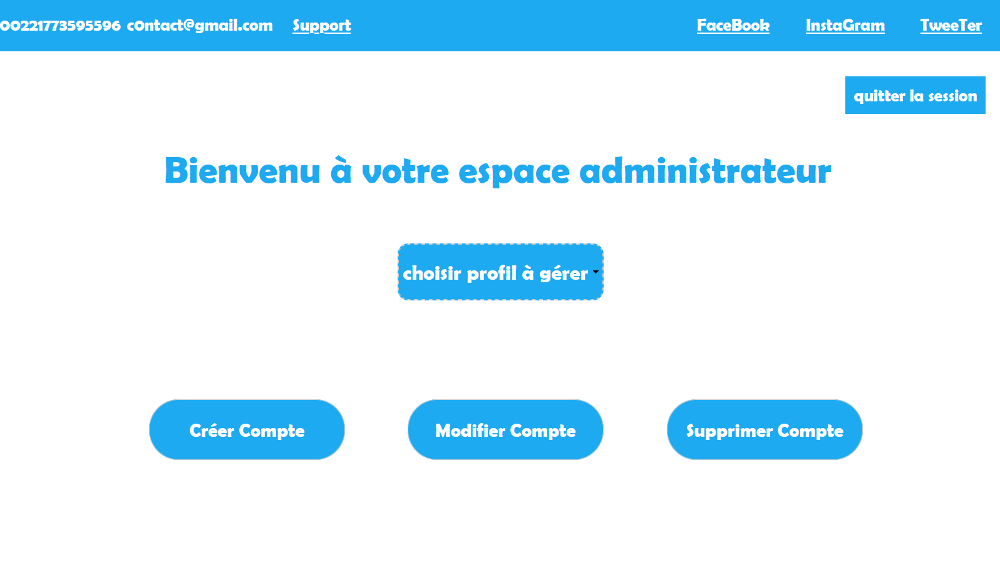 00221773595596 c0ntact@gmail.com Support FaceBook InstaGram TweeTer
quitter la session
Bienvenu à votre espace administrateur
choisir profil à gérer
Créer Compte Modifier Compte Supprimer Compte